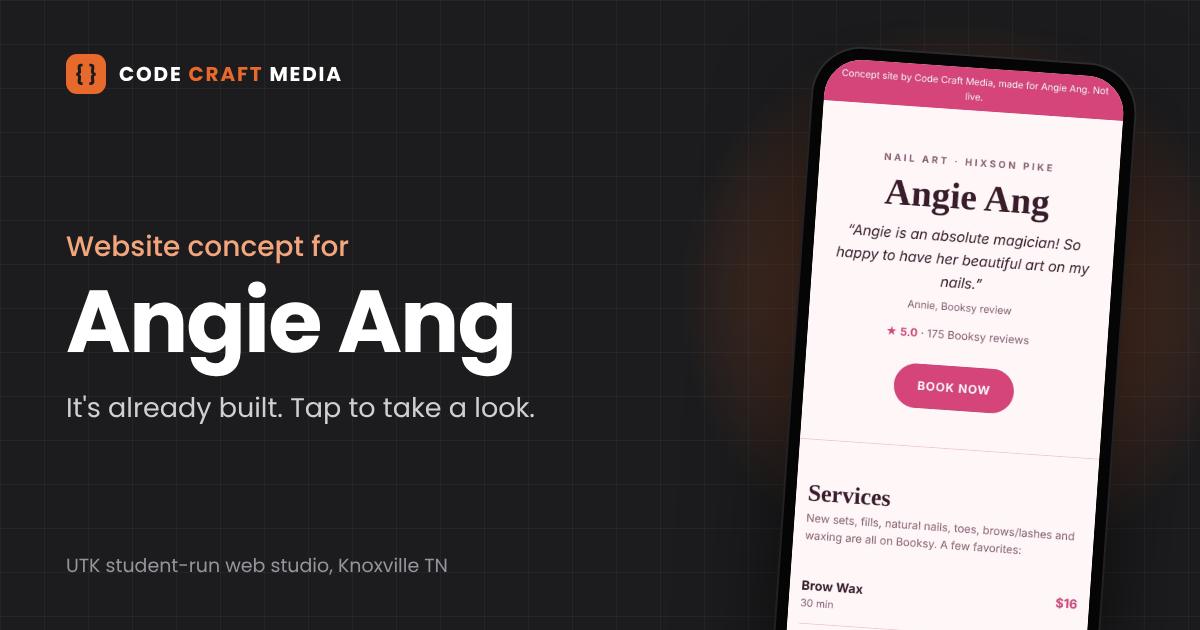 { } CODE CRAFT MEDIA
Website concept for
Angie Ang
It's already built. Tap to take a look.
UTK student-run web studio, Knoxville TN
Concept site by Code Craft Media, made for Angie Ang. Not
live.
NAIL ART · HIXSON PIKE
Angie Ang
“Angie is an absolute magician! So
happy to have her beautiful art on my
nails.”
Annie, Booksy review
★ 5.0 · 175 Booksy reviews
BOOK NOW
Services
New sets, fills, natural nails, toes, brows/lashes and
waxing are all on Booksy. A few favorites:
Brow Wax
30 min
$16